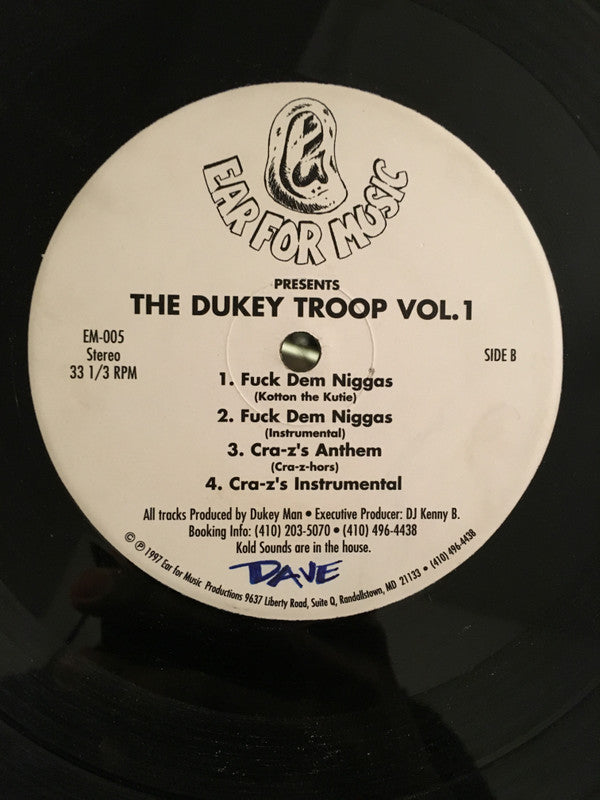 EAR FOR MUSIC
PRESENTS
THE DUKEY TROOP VOL.1
EM-005
Stereo
33 1/3 RPM
SIDE B
1. Fuck Dem Niggas
(Kotton the Kutie)
2. Fuck Dem Niggas
(Instrumental)
3. Cra-z's Anthem
(Cra-z-hors)
4. Cra-z's Instrumental
All tracks Produced by Dukey Man • Executive Producer: DJ Kenny B.
Booking Info: (410) 203-5070 • (410) 496-4438
Kold Sounds are in the house.
DAVE
© ℗ 1997 Ear for Music Productions 9637 Liberty Road, Suite Q, Randallstown, MD 21133 • (410) 496-4438